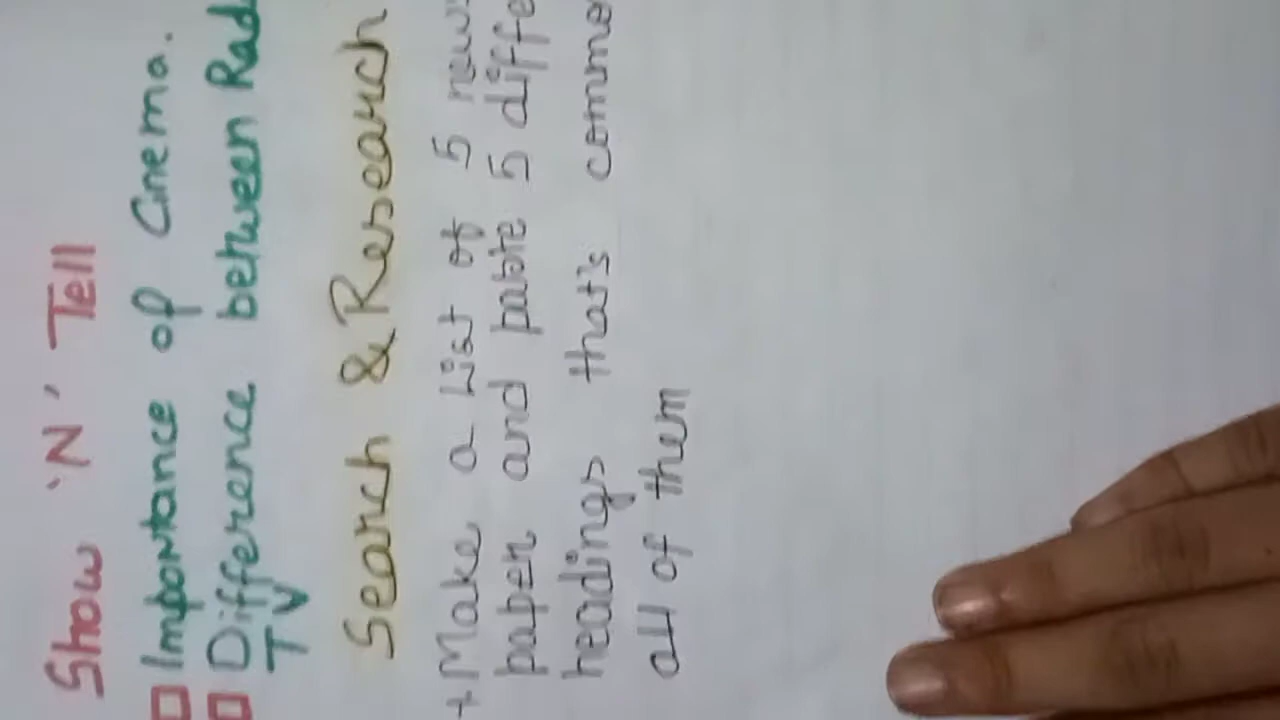 Show 'N' Tell
Importance of Cinema.
Difference between Rad
TV
Search & Research
+ Make a List of 5 news
paper and paste 5 diffe
headings that's commo
all of them